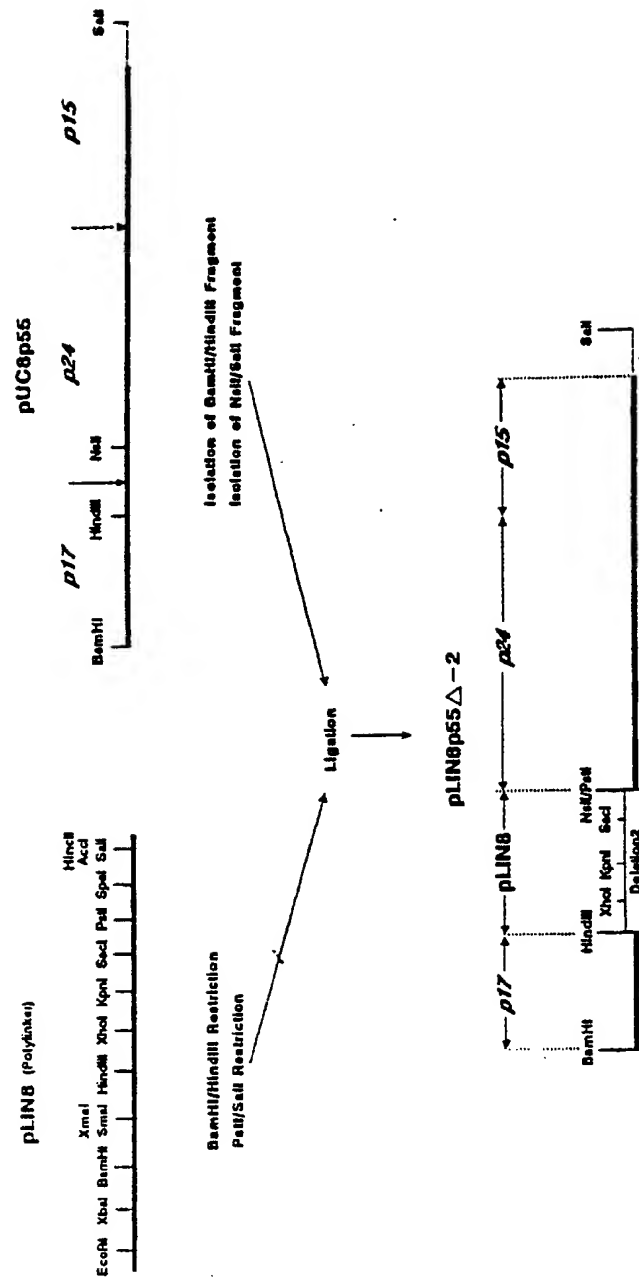 pLIN8 (Polylinker)
XmaI
HincII
AccI
EcoRI XbaI BamHI SmaI HindIII XhoI KpnI SacI PstI SpeI SalI
pUC8p55
p17 p24 p15
BamHI HindIII NsiI SalI
BamHI/HindIII Restriction
PstI/SalI Restriction
Isolation of BamHI/HindIII Fragment
Isolation of NsiI/SalI Fragment
Ligation
pLIN8p55△-2
p17 pLIN8 p24 p15
BamHI HindIII NsiI/PstI SalI
XhoI KpnI SacI
Deletion2